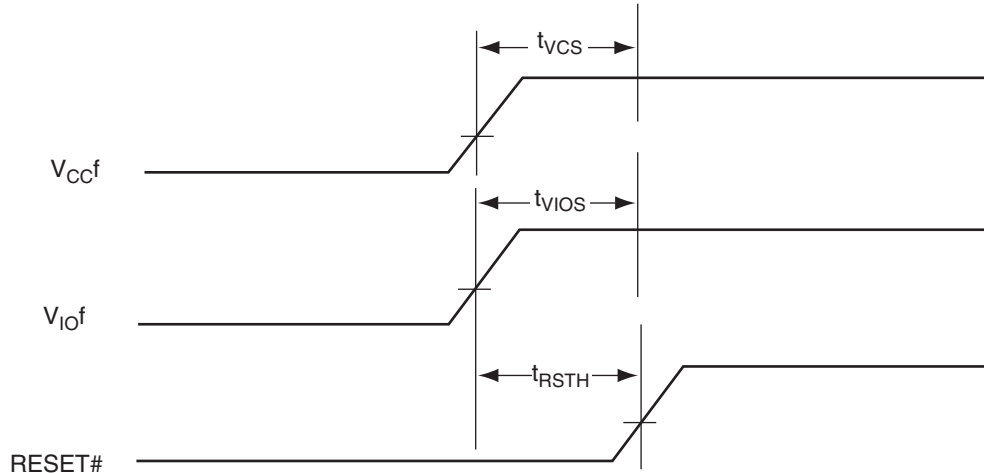 tVCS
VCCf
tVIOS
VIOf
tRSTH
RESET#